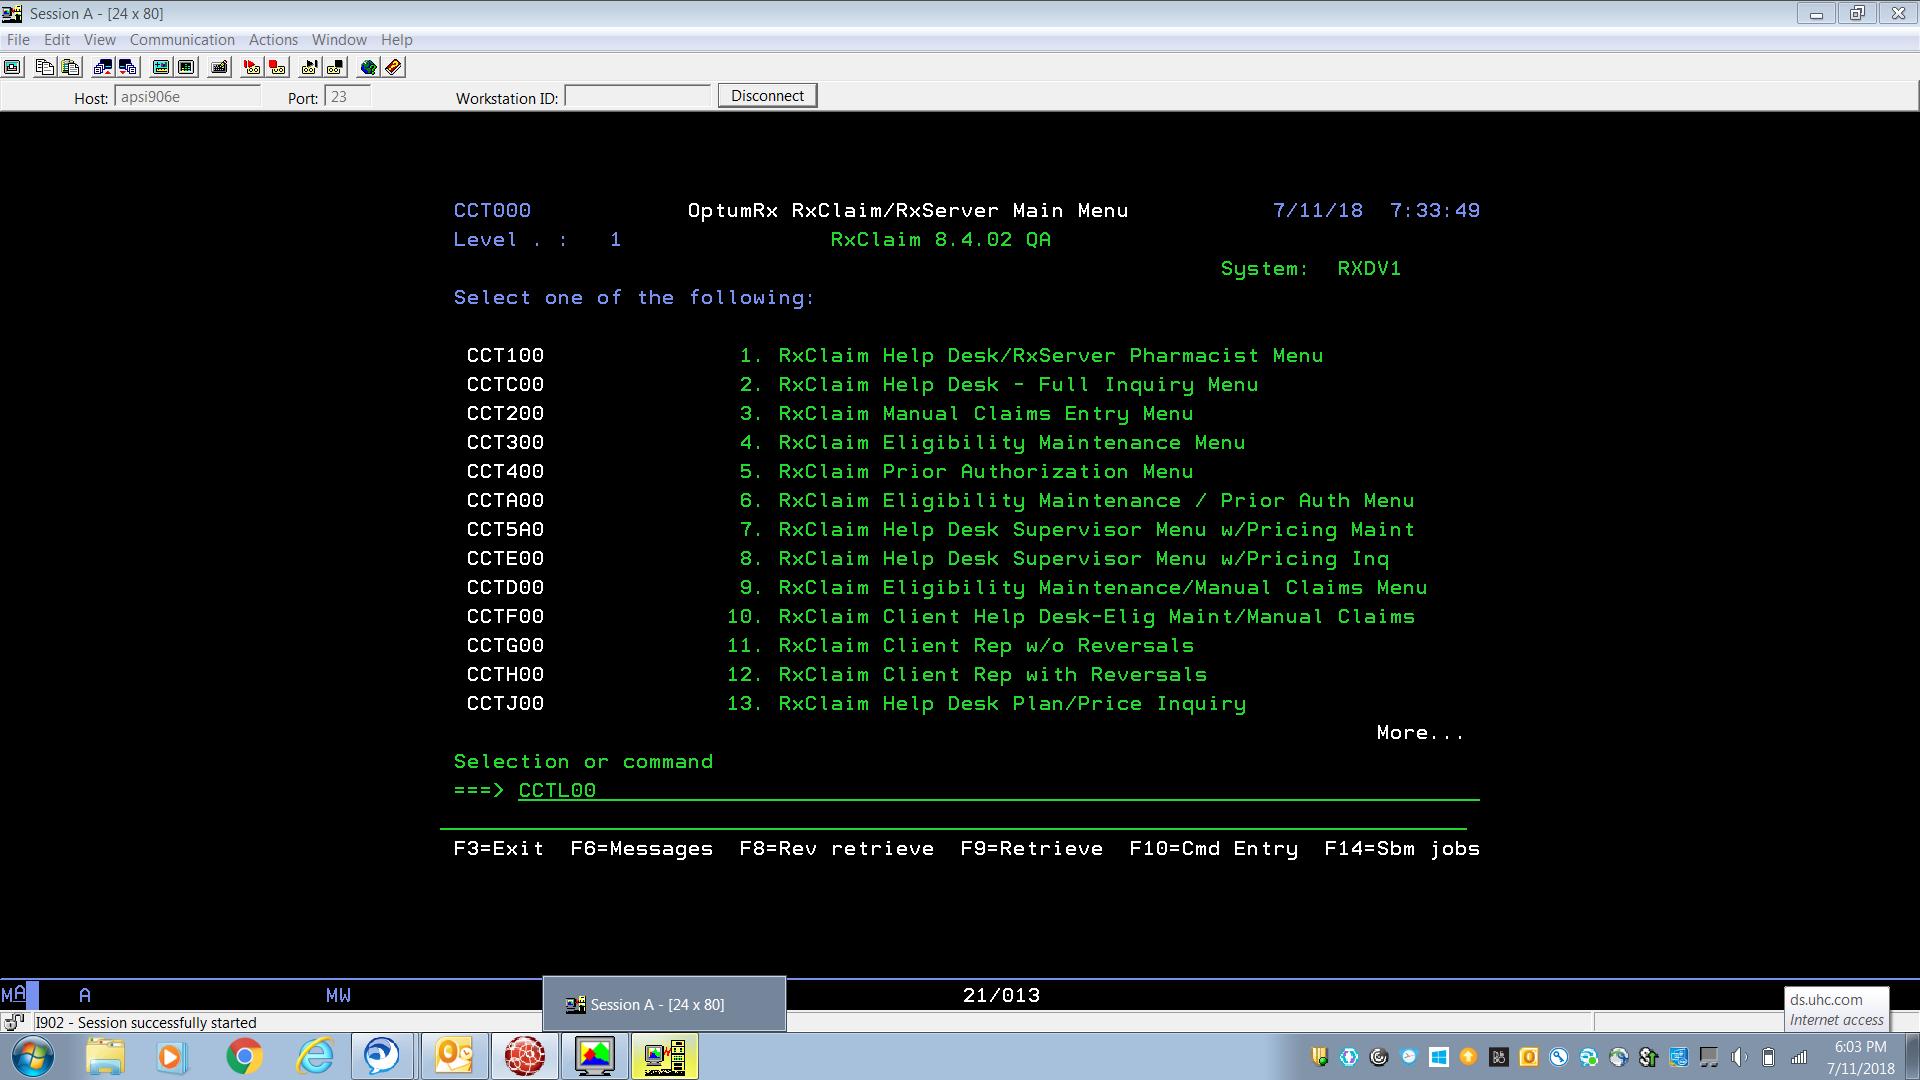 Session A - [24 x 80]
File Edit View Communication Actions Window Help
Host: apsi906e Port: 23 Workstation ID: Disconnect
CCT000 OptumRx RxClaim/RxServer Main Menu 7/11/18 7:33:49
Level . : 1 RxClaim 8.4.02 QA
System: RXDV1
Select one of the following:
CCT100 1. RxClaim Help Desk/RxServer Pharmacist Menu
CCTC00 2. RxClaim Help Desk - Full Inquiry Menu
CCT200 3. RxClaim Manual Claims Entry Menu
CCT300 4. RxClaim Eligibility Maintenance Menu
CCT400 5. RxClaim Prior Authorization Menu
CCTA00 6. RxClaim Eligibility Maintenance / Prior Auth Menu
CCT5A0 7. RxClaim Help Desk Supervisor Menu w/Pricing Maint
CCTE00 8. RxClaim Help Desk Supervisor Menu w/Pricing Inq
CCTD00 9. RxClaim Eligibility Maintenance/Manual Claims Menu
CCTF00 10. RxClaim Client Help Desk-Elig Maint/Manual Claims
CCTG00 11. RxClaim Client Rep w/o Reversals
CCTH00 12. RxClaim Client Rep with Reversals
CCTJ00 13. RxClaim Help Desk Plan/Price Inquiry
More...
Selection or command
===> CCTL00
F3=Exit F6=Messages F8=Rev retrieve F9=Retrieve F10=Cmd Entry F14=Sbm jobs
MA A MW 21/013
Session A - [24 x 80]
ds.uhc.com
Internet access
I902 - Session successfully started
6:03 PM
7/11/2018